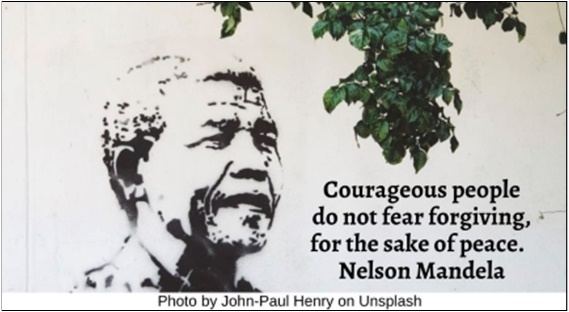 Courageous people
do not fear forgiving,
for the sake of peace.
Nelson Mandela
Photo by John-Paul Henry on Unsplash